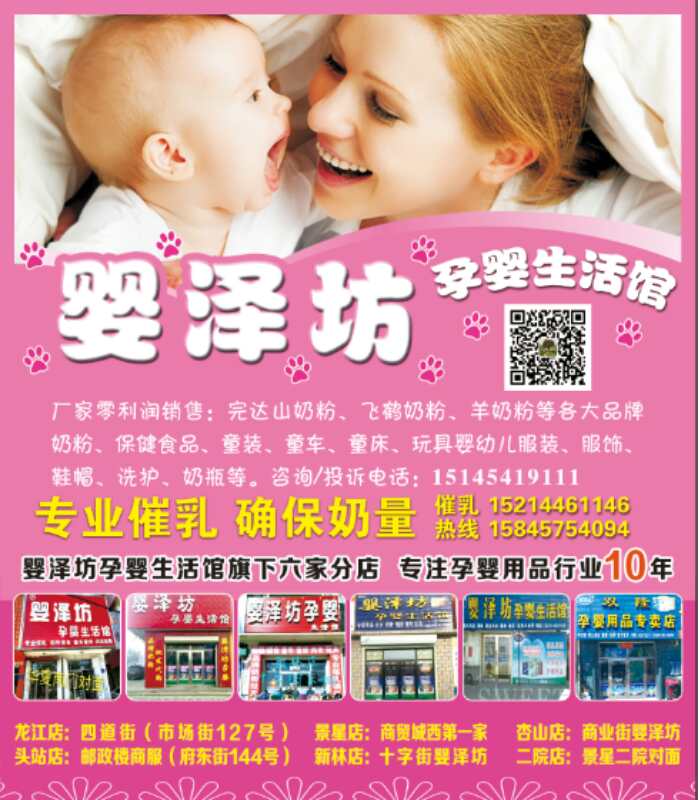 婴泽坊
孕婴生活馆
厂家零利润销售：完达山奶粉、飞鹤奶粉、羊奶粉等各大品牌
奶粉、保健食品、童装、童车、童床、玩具婴幼儿服装、服饰、
鞋帽、洗护、奶瓶等。咨询/投诉电话：15145419111
专业催乳 确保奶量
催乳 15214461146
热线 15845754094
婴泽坊孕婴生活馆旗下六家分店 专注孕婴用品行业10年
婴泽坊
孕婴生活馆
婴泽坊
孕婴生活馆
婴泽坊孕婴
婴泽坊
孕婴生活馆
婴泽坊孕婴生活馆
孕婴用品专卖店
龙江店：四道街（市场街127号） 景星店：商贸城西第一家 杏山店：商业街婴泽坊
头站店：邮政楼商服（府东街144号） 新林店：十字街婴泽坊 二院店：景星二院对面